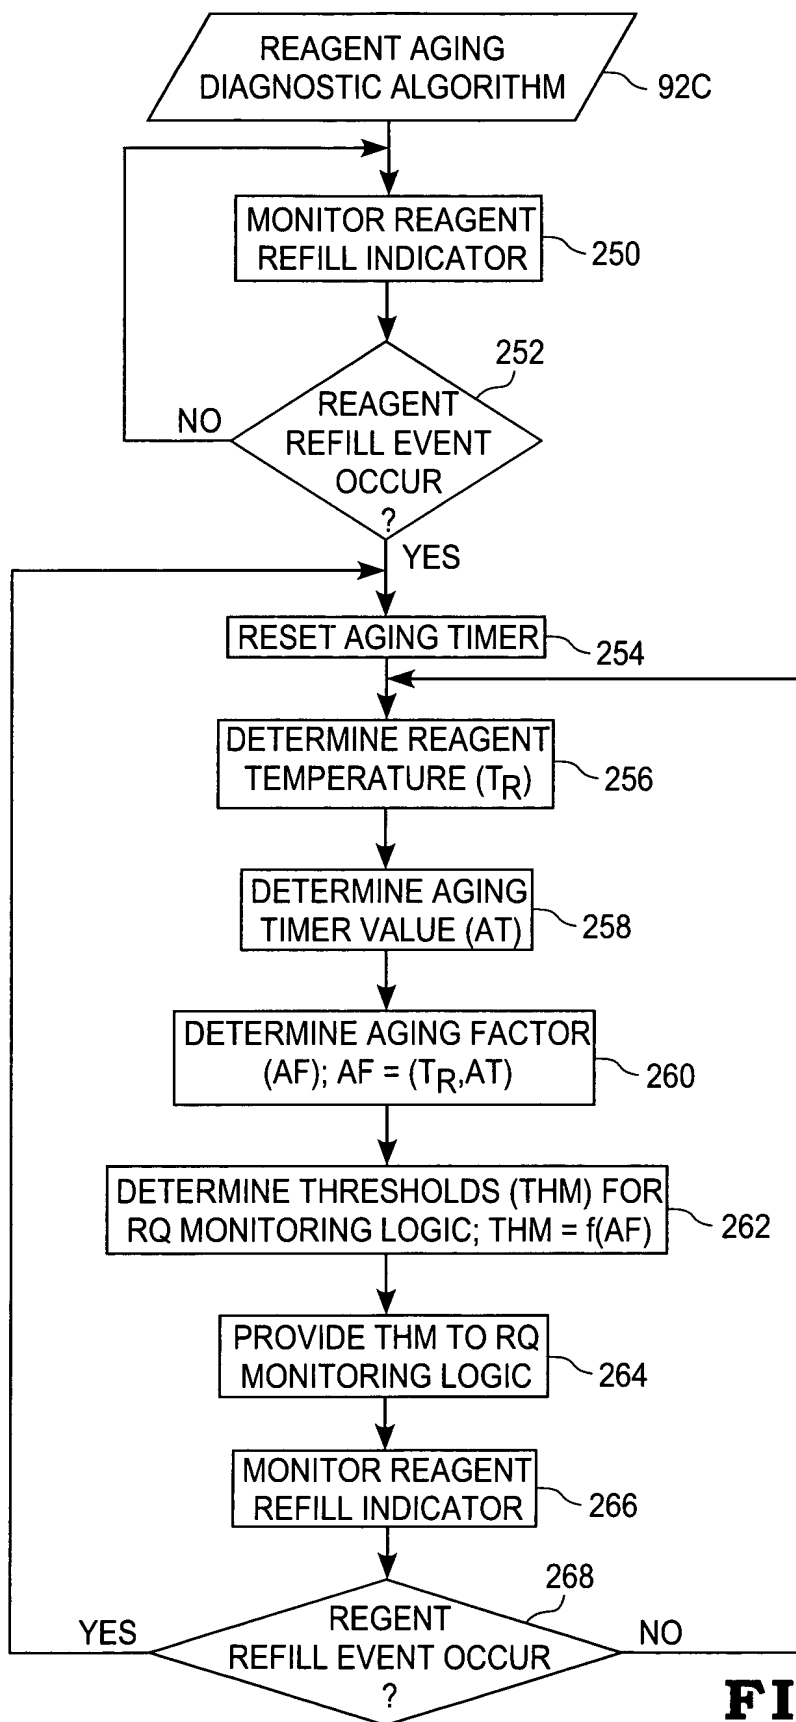 REAGENT AGING
DIAGNOSTIC ALGORITHM
92C
MONITOR REAGENT
REFILL INDICATOR
250
252
REAGENT
REFILL EVENT
OCCUR
?
NO
YES
RESET AGING TIMER
254
DETERMINE REAGENT
TEMPERATURE (TR)
256
DETERMINE AGING
TIMER VALUE (AT)
258
DETERMINE AGING FACTOR
(AF); AF = (TR,AT)
260
DETERMINE THRESHOLDS (THM) FOR
RQ MONITORING LOGIC; THM = f(AF)
262
PROVIDE THM TO RQ
MONITORING LOGIC
264
MONITOR REAGENT
REFILL INDICATOR
266
268
YES
REGENT
REFILL EVENT OCCUR
?
NO
FI